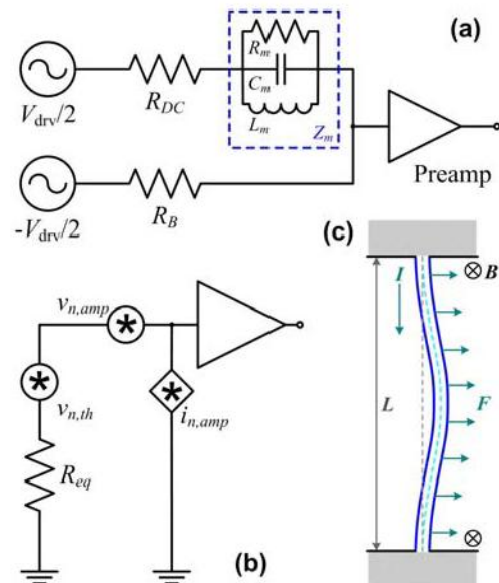 (a)
R_m
C_m
L_m
Z_m
R_DC
V_drv/2
Preamp
-V_drv/2
R_B
(c)
I
B
v_n,amp
L
F
v_n,th
i_n,amp
R_eq
(b)